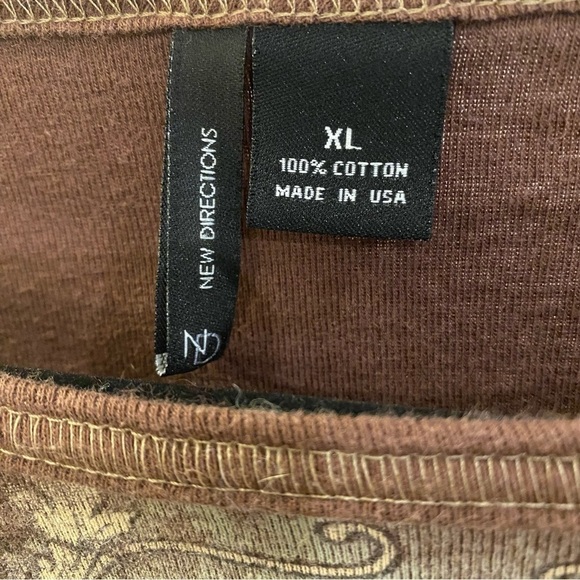 NEW DIRECTIONS
ND
XL
100% COTTON
MADE IN USA